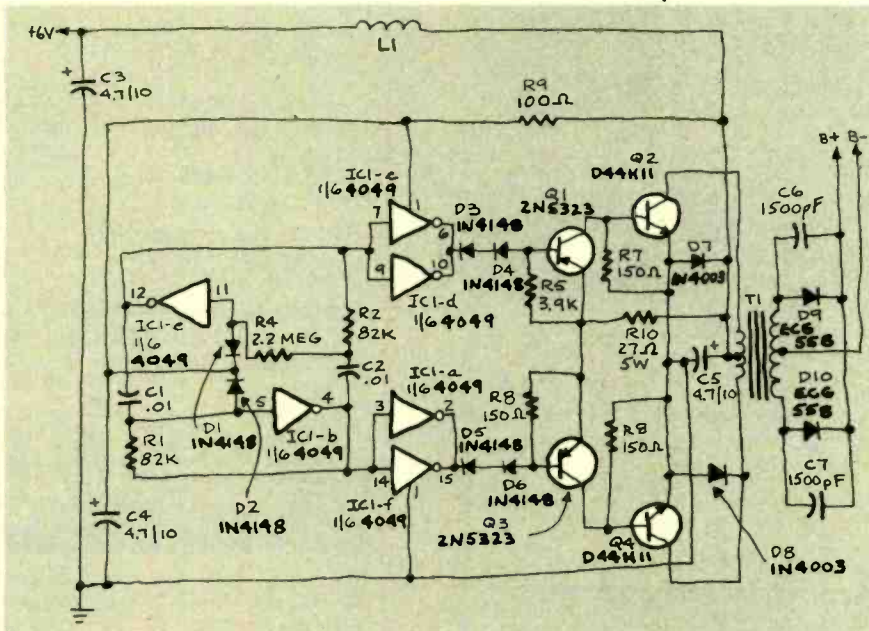 +6V
L1
C3
4.7/10
R9
100Ω
B+
B-
IC1-e
1/6 4049
Q2
D44H11
C6
1500pF
1
7
6
D3
1N4148
Q1
2N5323
9
10
D4
1N4148
R7
150Ω
D7
1N4003
12
11
IC1-d
1/6 4049
R5
3.9K
T1
IC1-c
1/6
4049
R4
2.2 MEG
R2
82K
R10
27Ω
5W
D9
ECG
558
C2
.01
IC1-a
1/6 4049
C5
4.7/10
C1
.01
5
4
3
2
R8
150Ω
D10
ECG
558
D1
1N4148
IC1-b
1/6 4049
D5
1N4148
R8
150Ω
R1
82K
14
15
D6
1N4148
C7
1500pF
IC1-f
1/6 4049
1
D2
1N4148
Q3
2N5323
Q4
D44H11
C4
4.7/10
D8
1N4003